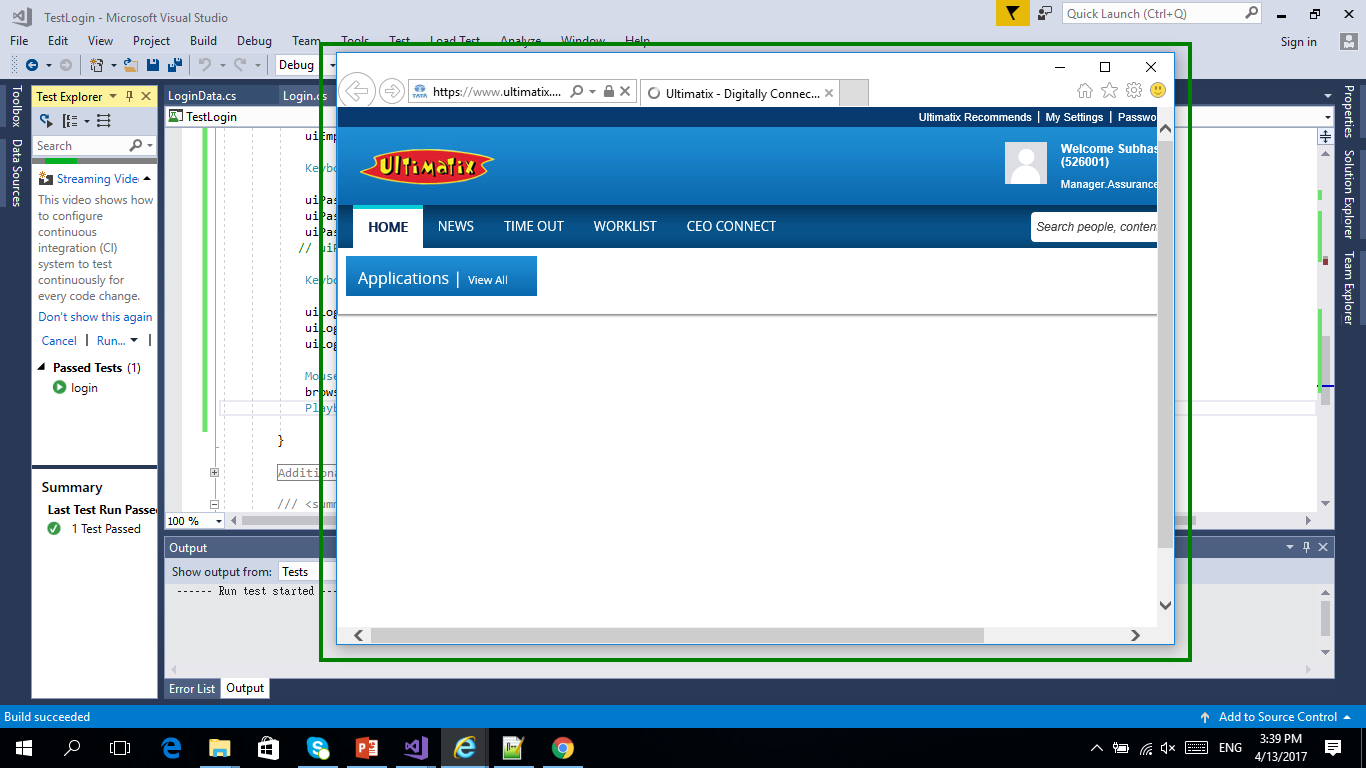 TestLogin - Microsoft Visual Studio
Quick Launch (Ctrl+Q)
File Edit View Project Build Debug Team Tools Test Load Test Analyze Window Help
Sign in
Debug
Toolbox
Data Sources
Test Explorer
Search
Streaming Vide
This video shows how
to configure
continuous
integration (CI)
system to test
continuously for
every code change.
Don't show this again
Cancel | Run... |
Passed Tests (1)
login
Summary
Last Test Run Passe
1 Test Passed
LoginData.cs Login.cs
TestLogin
uiEmp
Keybo
uiPas
uiPas
uiPas
// uiP
Keybo
uiLog
uiLog
uiLog
Mouse
brows
Playb
}
Additiona
/// <summ
100 %
https://www.ultimatix....
Ultimatix - Digitally Connec...
TATA
Ultimatix Recommends | My Settings | Passwo
Ultimatix
Welcome Subhas
(526001)
Manager.Assurance
HOME NEWS TIME OUT WORKLIST CEO CONNECT
Search people, conten
Applications | View All
Properties
Solution Explorer
Team Explorer
Output
Show output from: Tests
------ Run test started ---
Error List Output
Build succeeded
Add to Source Control
ENG
3:39 PM
4/13/2017